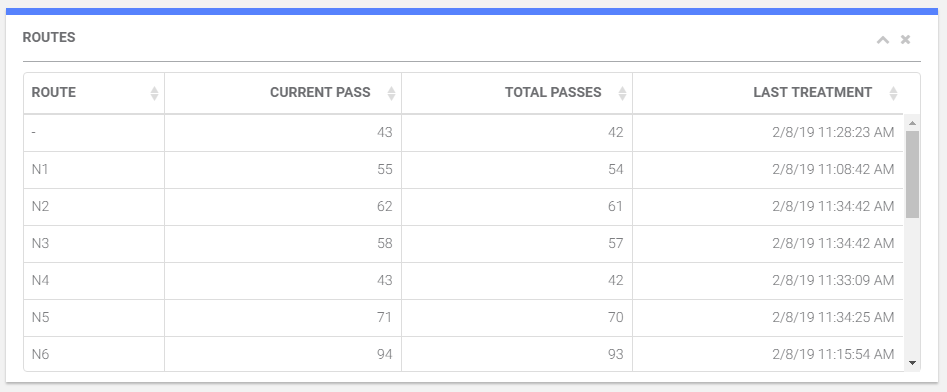 ROUTES
ROUTE CURRENT PASS TOTAL PASSES LAST TREATMENT
- 43 42 2/8/19 11:28:23 AM
N1 55 54 2/8/19 11:08:42 AM
N2 62 61 2/8/19 11:34:42 AM
N3 58 57 2/8/19 11:34:42 AM
N4 43 42 2/8/19 11:33:09 AM
N5 71 70 2/8/19 11:34:25 AM
N6 94 93 2/8/19 11:15:54 AM